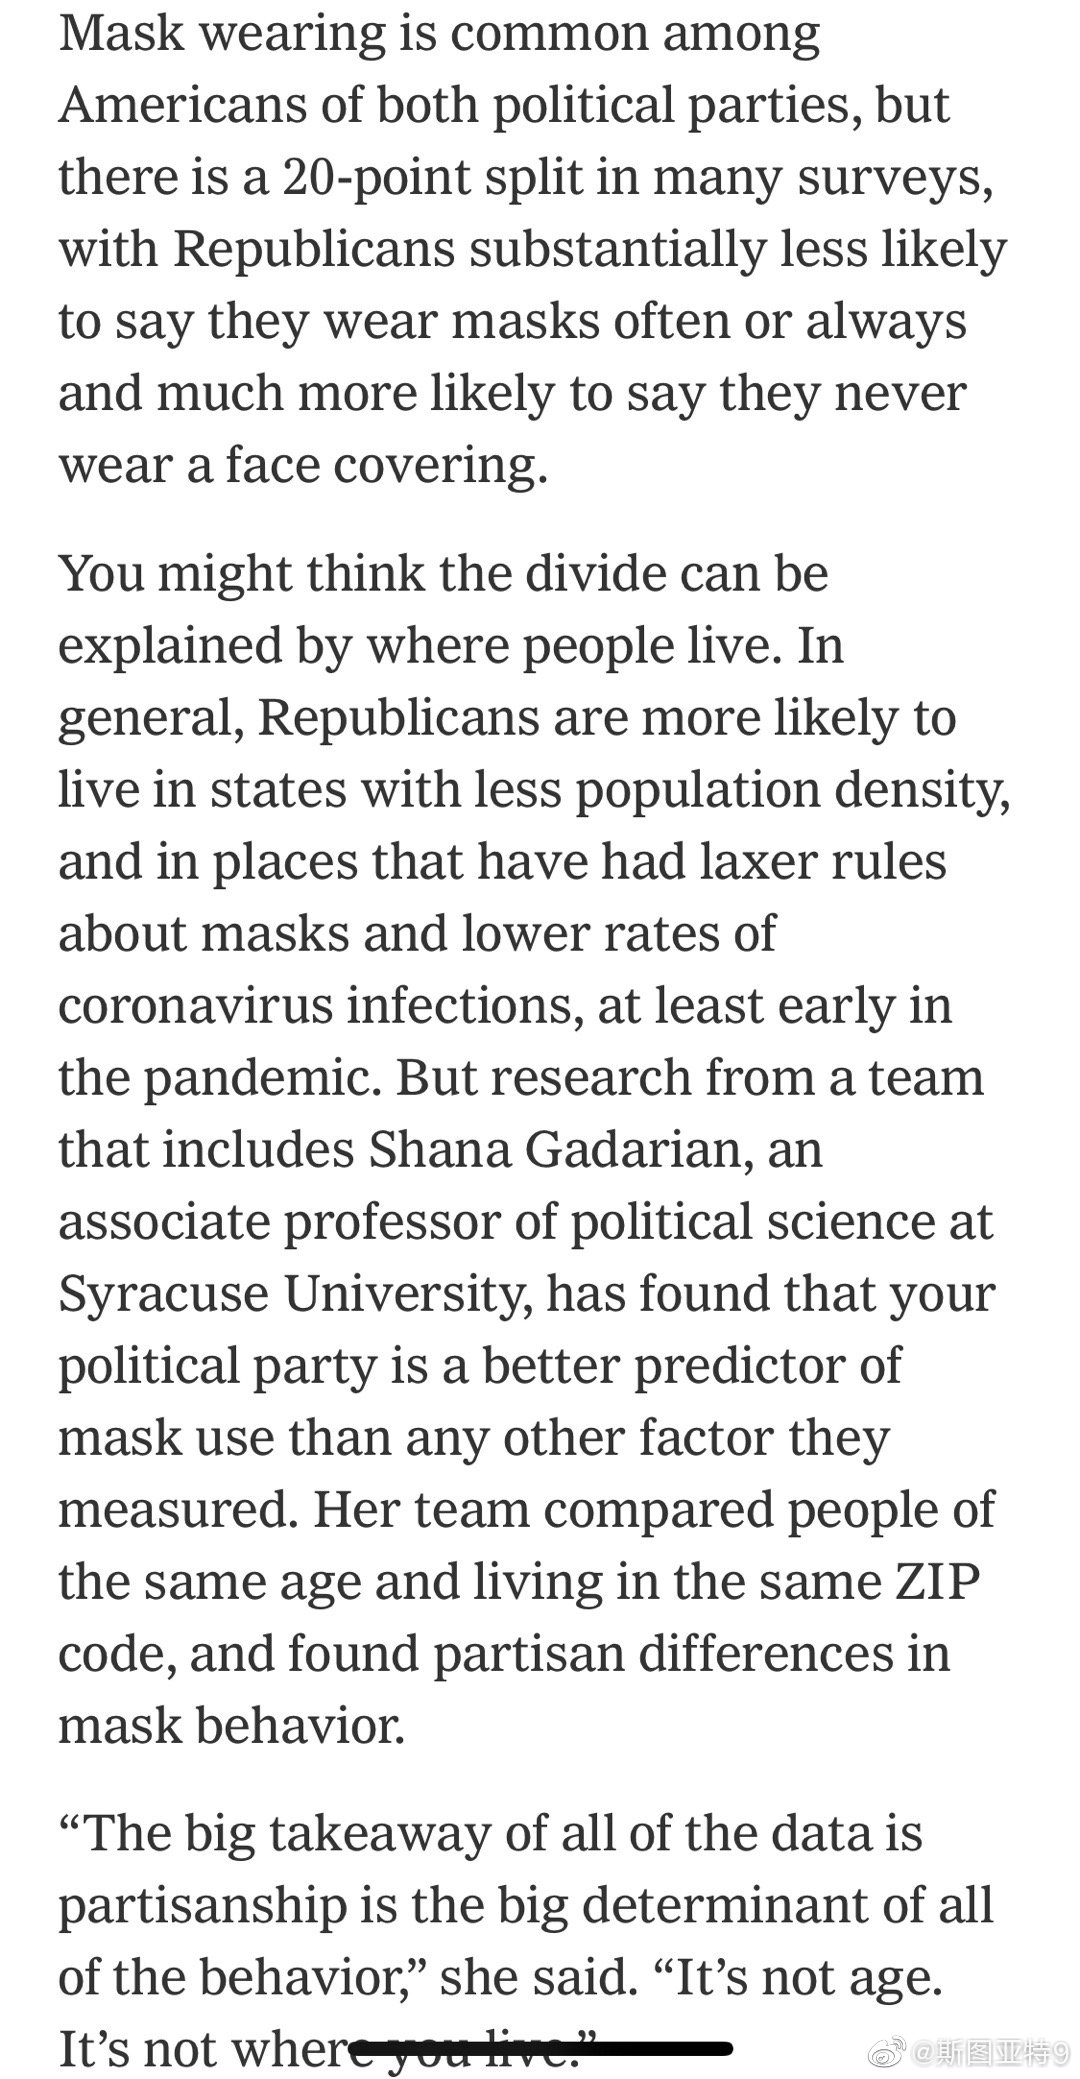 Mask wearing is common among
Americans of both political parties, but
there is a 20-point split in many surveys,
with Republicans substantially less likely
to say they wear masks often or always
and much more likely to say they never
wear a face covering.
You might think the divide can be
explained by where people live. In
general, Republicans are more likely to
live in states with less population density,
and in places that have had laxer rules
about masks and lower rates of
coronavirus infections, at least early in
the pandemic. But research from a team
that includes Shana Gadarian, an
associate professor of political science at
Syracuse University, has found that your
political party is a better predictor of
mask use than any other factor they
measured. Her team compared people of
the same age and living in the same ZIP
code, and found partisan differences in
mask behavior.
“The big takeaway of all of the data is
partisanship is the big determinant of all
of the behavior,” she said. “It’s not age.
It’s not where you live.”
@斯图亚特9